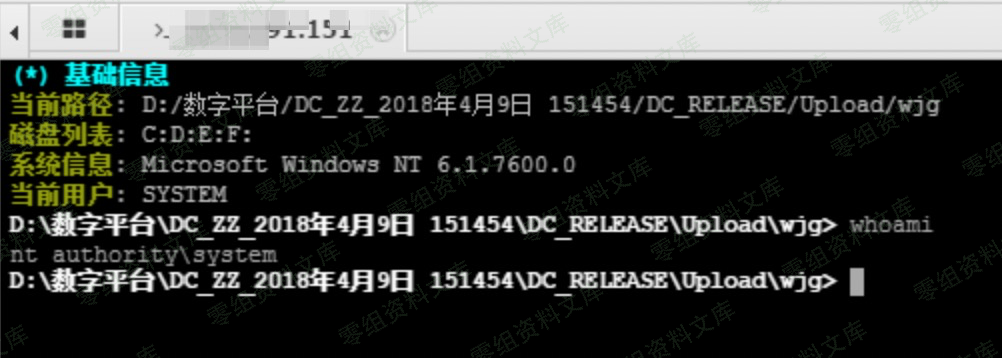 91.151
(*) 基础信息
当前路径: D:/数字平台/DC_ZZ_2018年4月9日 151454/DC_RELEASE/Upload/wjg
磁盘列表: C:D:E:F:
系统信息: Microsoft Windows NT 6.1.7600.0
当前用户: SYSTEM
D:\数字平台\DC_ZZ_2018年4月9日 151454\DC_RELEASE\Upload\wjg> whoami
nt authority\system
D:\数字平台\DC_ZZ_2018年4月9日 151454\DC_RELEASE\Upload\wjg>
零组资料文库